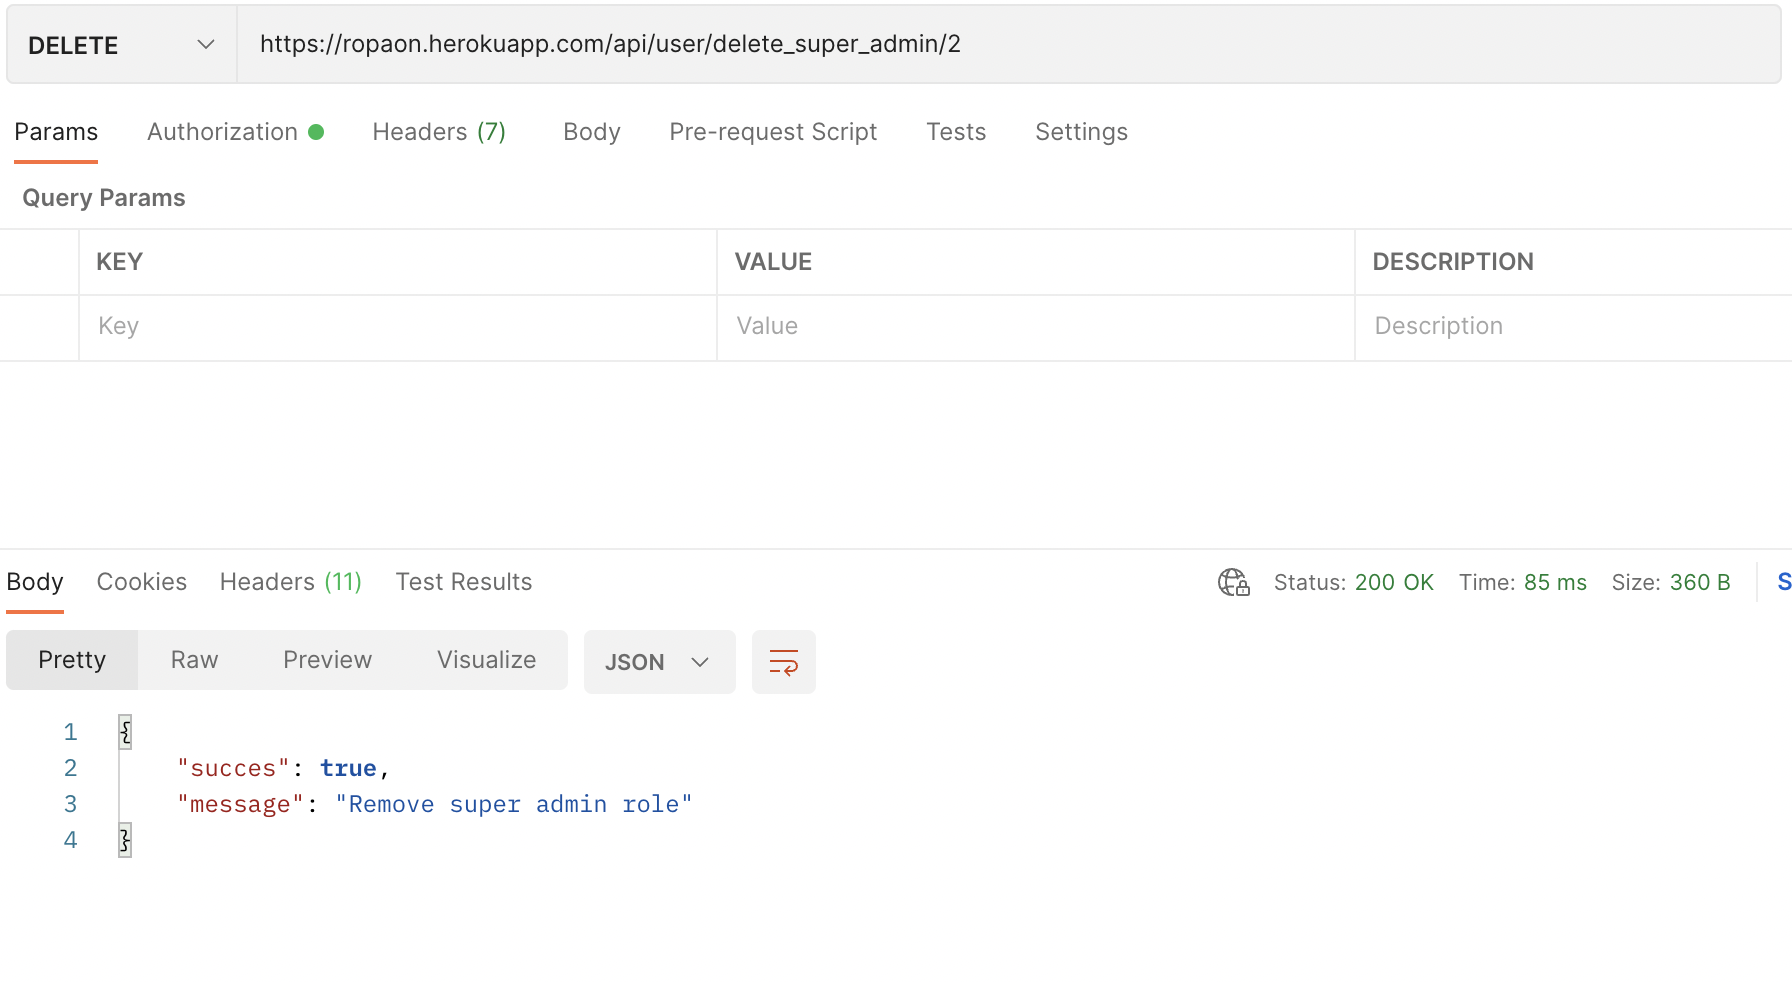 DELETE https://ropaon.herokuapp.com/api/user/delete_super_admin/2
Params Authorization Headers (7) Body Pre-request Script Tests Settings
Query Params
KEY VALUE DESCRIPTION
Key Value Description
Body Cookies Headers (11) Test Results Status: 200 OK Time: 85 ms Size: 360 B S
Pretty Raw Preview Visualize JSON
1 {
2 "succes": true,
3 "message": "Remove super admin role"
4 }